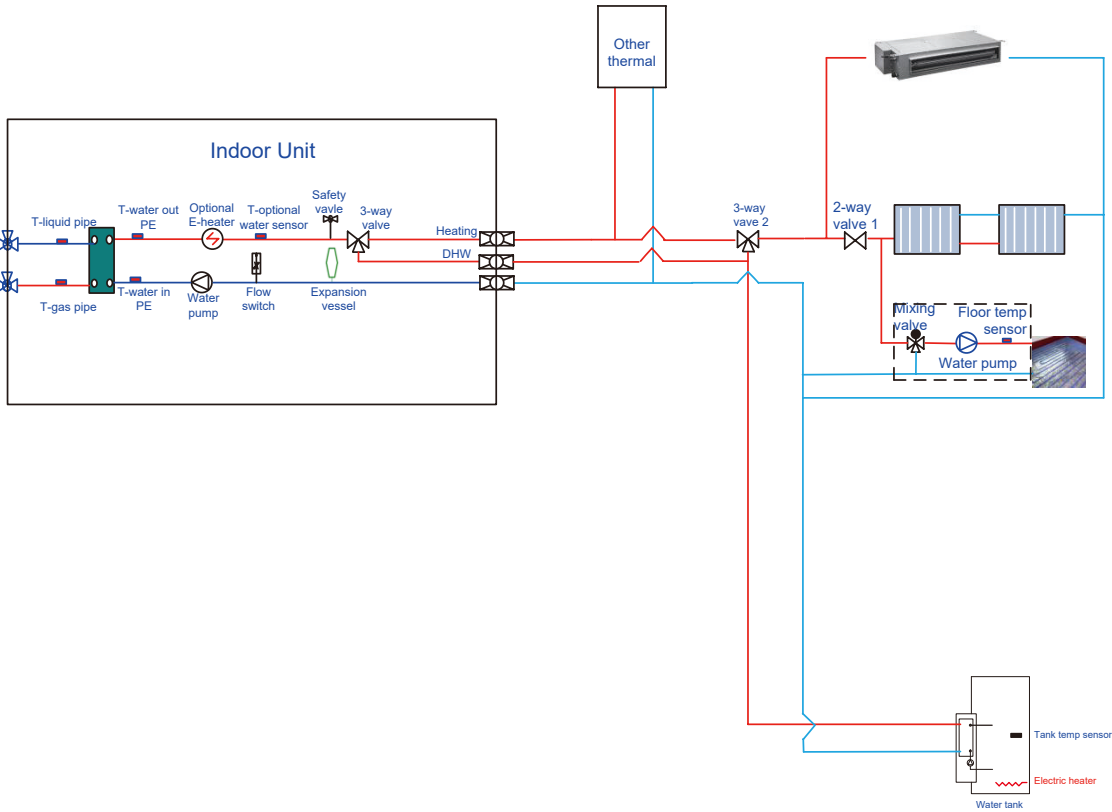 Other
thermal
Indoor Unit
T-liquid pipe
T-water out
PE
Optional
E-heater
T-optional
water sensor
Safety
vavle
3-way
valve
Heating
DHW
T-gas pipe
T-water in
PE
Water
pump
Flow
switch
Expansion
vessel
3-way
vave 2
2-way
valve 1
Mixing
valve
Floor temp
sensor
Water pump
Tank temp sensor
Electric heater
Water tank